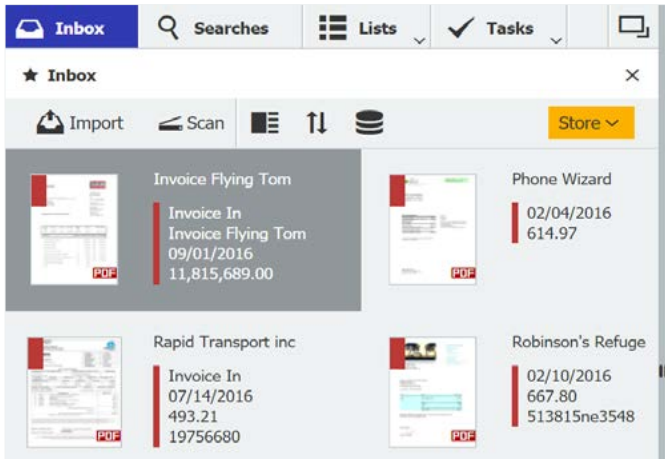 Inbox
Searches
Lists
Tasks
Inbox
Import
Scan
Store
Invoice Flying Tom
Invoice In
Invoice Flying Tom
09/01/2016
11,815,689.00
PDF
Phone Wizard
02/04/2016
614.97
PDF
Rapid Transport inc
Invoice In
07/14/2016
493.21
19756680
PDF
Robinson's Refuge
02/10/2016
667.80
513815ne3548
PDF